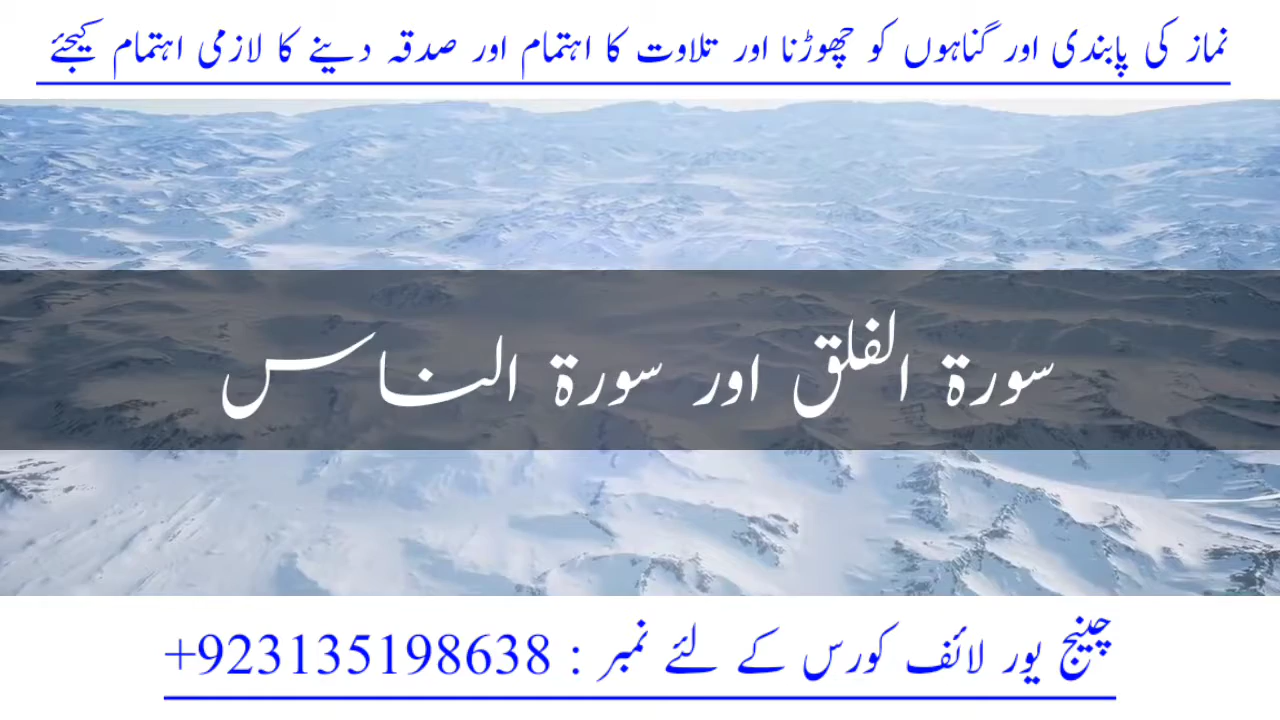 نماز کی پابندی اور گناہوں کو چھوڑنا اور تلاوت کا اہتمام اور صدقہ دینے کا لازمی اہتمام کیجئے
سورۃ الفلق اور سورۃ الناس
چینج یور لائف کورس کے لئے نمبر : 923135198638+